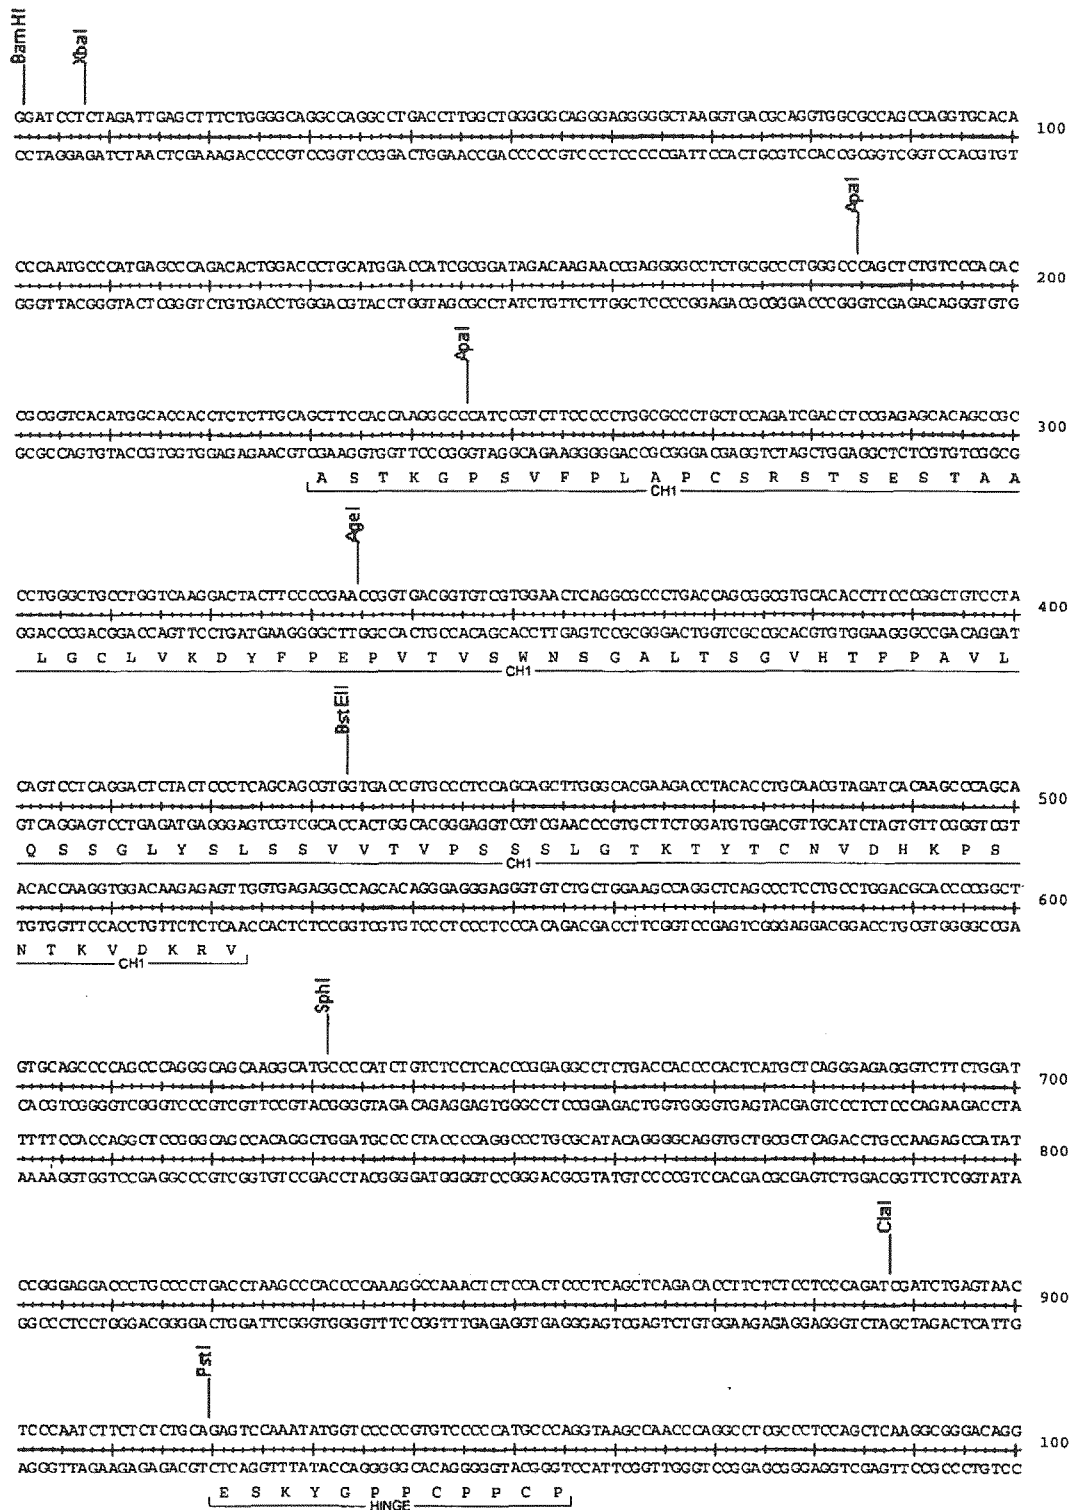 BamHI XbaI
GGATCCTCTAGATTGAGCTTTCTGGGGCAGGCCAGGCCTGACCTTGGCTGGGGGCAGGGAGGGGGCTAAGGTGACGCAGGTGGCGCCAGCCAGGTGCACA
100
CCTAGGAGATCTAACTCGAAAGACCCCGTCCGGTCCGGACTGGAACCGACCCCCGTCCCTCCCCCGATTCCACTGCGTCCACCGCGGTCGGTCCACGTGT
ApaI
CCCAATGCCCATGAGCCCAGACACTGGACCCTGCATGGACCATCGCGGATAGACAAGAACCGAGGGGCCTCTGCGCCCTGGGCCCAGCTCTGTCCCACAC
200
GGGTTACGGGTACTCGGGTCTGTGACCTGGGACGTACCTGGTAGCGCCTATCTGTTCTTGGCTCCCCGGAGACGCGGGACCCGGGTCGAGACAGGGTGTG
ApaI
CGCGGTCACATGGCACCACCTCTCTTGCAGCTTCCACCAAGGGCCCATCCGTCTTCCCCCTGGCGCCCTGCTCCAGATCGACCTCCGAGAGCACAGCCGC
300
GCGCCAGTGTACCGTGGTGGAGAGAACGTCGAAGGTGGTTCCCGGGTAGGCAGAAGGGGGACCGCGGGACGAGGTCTAGCTGGAGGCTCTCGTGTCGGCG
A S T K G P S V F P L A P C S R S T S E S T A A
CH1
AgeI
CCTGGGCTGCCTGGTCAAGGACTACTTCCCCGAACCGGTGACGGTGTCGTGGAACTCAGGCGCCCTGACCAGCGGCGTGCACACCTTCCCGGCTGTCCTA
400
GGACCCGACGGACCAGTTCCTGATGAAGGGGCTTGGCCACTGCCACAGCACCTTGAGTCCGCGGGACTGGTCGCCGCACGTGTGGAAGGGCCGACAGGAT
L G C L V K D Y F P E P V T V S W N S G A L T S G V H T F P A V L
CH1
BstEII
CAGTCCTCAGGACTCTACTCCCTCAGCAGCGTGGTGACCGTGCCCTCCAGCAGCTTGGGCACGAAGACCTACACCTGCAACGTAGATCACAAGCCCAGCA
500
GTCAGGAGTCCTGAGATGAGGGAGTCGTCGCACCACTGGCACGGGAGGTCGTCGAACCCGTGCTTCTGGATGTGGACGTTGCATCTAGTGTTCGGGTCGT
Q S S G L Y S L S S V V T V P S S S L G T K T Y T C N V D H K P S
CH1
ACACCAAGGTGGACAAGAGAGTTGGTGAGAGGCCAGCACAGGGAGGGAGGGTGTCTGCTGGAAGCCAGGCTCAGCCCTCCTGCCTGGACGCACCCCGGCT
600
TGTGGTTCCACCTGTTCTCTCAACCACTCTCCGGTCGTGTCCCTCCCTCCCACAGACGACCTTCGGTCCGAGTCGGGAGGACGGACCTGCGTGGGGCCGA
N T K V D K R V
CH1
SphI
GTGCAGCCCCAGCCCAGGGCAGCAAGGCATGCCCCATCTGTCTCCTCACCCGGAGGCCTCTGACCACCCCACTCATGCTCAGGGAGAGGGTCTTCTGGAT
700
CACGTCGGGGTCGGGTCCCGTCGTTCCGTACGGGGTAGACAGAGGAGTGGGCCTCCGGAGACTGGTGGGGTGAGTACGAGTCCCTCTCCCAGAAGACCTA
TTTTTCCACCAGGCTCCGGGCAGCCACAGGCTGGATGCCCCTACCCCAGGCCCTGCGCATACAGGGGCAGGTGCTGCGCTCAGACCTGCCAAGAGCCATAT
800
AAAAAGGTGGTCCGAGGCCCGTCGGTGTCCGACCTACGGGGATGGGGTCCGGGACGCGTATGTCCCCGTCCACGACGCGAGTCTGGACGGTTCTCGGTATA
ClaI
CCGGGAGGACCCTGCCCCTGACCTAAGCCCACCCCAAAGGCCAAACTCTCCACTCCCTCAGCTCAGACACCTTCTCTCCTCCCAGATCGATCTGAGTAAC
900
GGCCCTCCTGGGACGGGGACTGGATTCGGGTGGGGTTTCCGGTTTGAGAGGTGAGGGAGTCGAGTCTGTGGAAGAGAGGAGGGTCTAGCTAGACTCATTG
PstI
TCCCAATCTTCTCTCTGCAGAGTCCAAATATGGTCCCCCGTGTCCCCCATGCCCAGGTAAGCCAACCCAGGCCTCGCCCTCCAGCTCAAGGCGGGACAGG
100
AGGGTTAGAAGAGAGACGTCTCAGGTTTATACCAGGGGGCACAGGGGGTACGGGTCCATTCGGTTGGGTCCGGAGCGGGAGGTCGAGTTCCGCCCTGTCC
E S K Y G P P C P P C P
HINGE